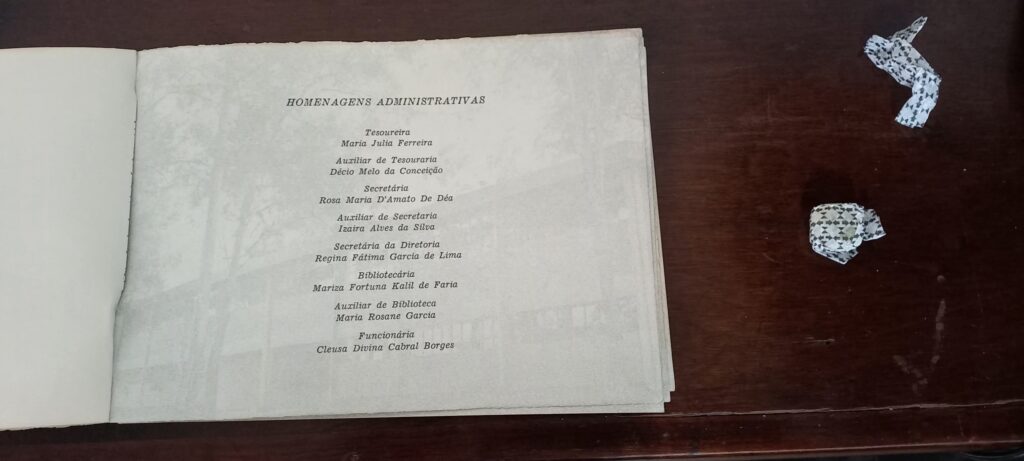 HOMENAGENS ADMINISTRATIVAS
Tesoureira
Maria Julia Ferreira
Auxiliar de Tesouraria
Décio Melo da Conceição
Secretária
Rosa Maria D'Amato De Déa
Auxiliar de Secretaria
Izaira Alves da Silva
Secretária da Diretoria
Regina Fátima Garcia de Lima
Bibliotecária
Mariza Fortuna Kalil de Faria
Auxiliar de Biblioteca
Maria Rosane Garcia
Funcionária
Cleusa Divina Cabral Borges